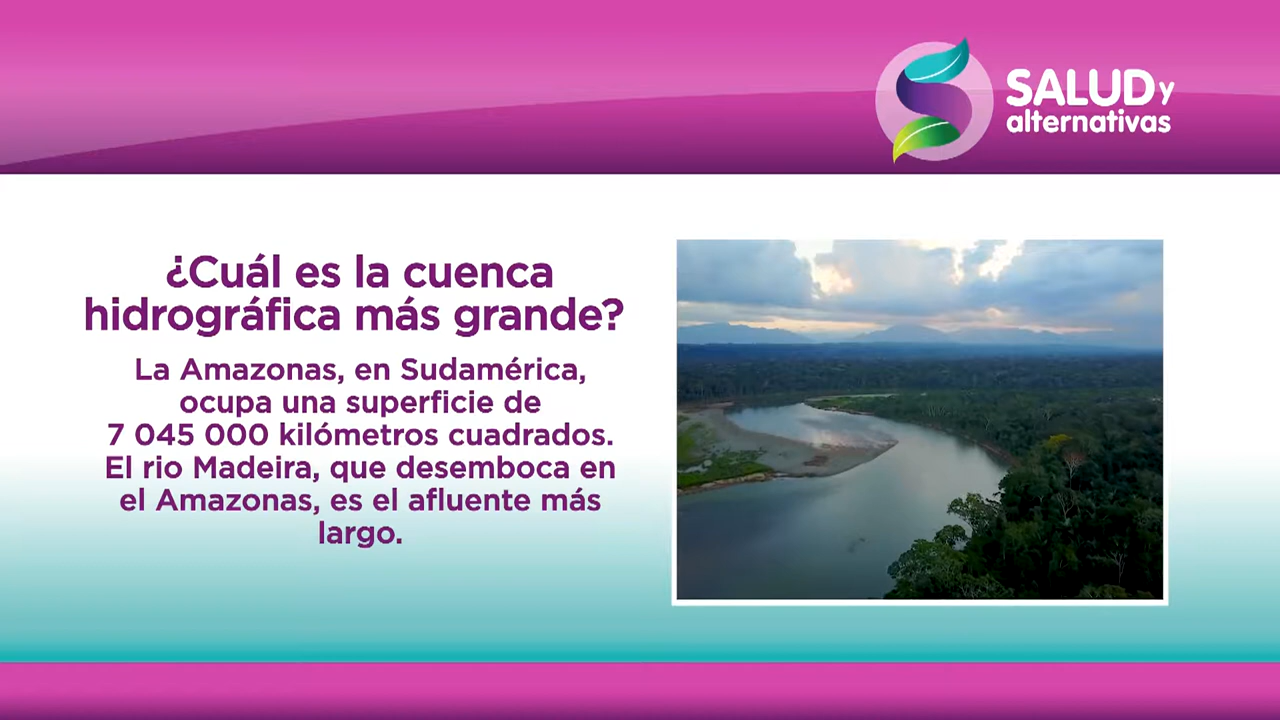 SALUD y
alternativas
¿Cuál es la cuenca
hidrográfica más grande?
La Amazonas, en Sudamérica,
ocupa una superficie de
7 045 000 kilómetros cuadrados.
El rio Madeira, que desemboca en
el Amazonas, es el afluente más
largo.